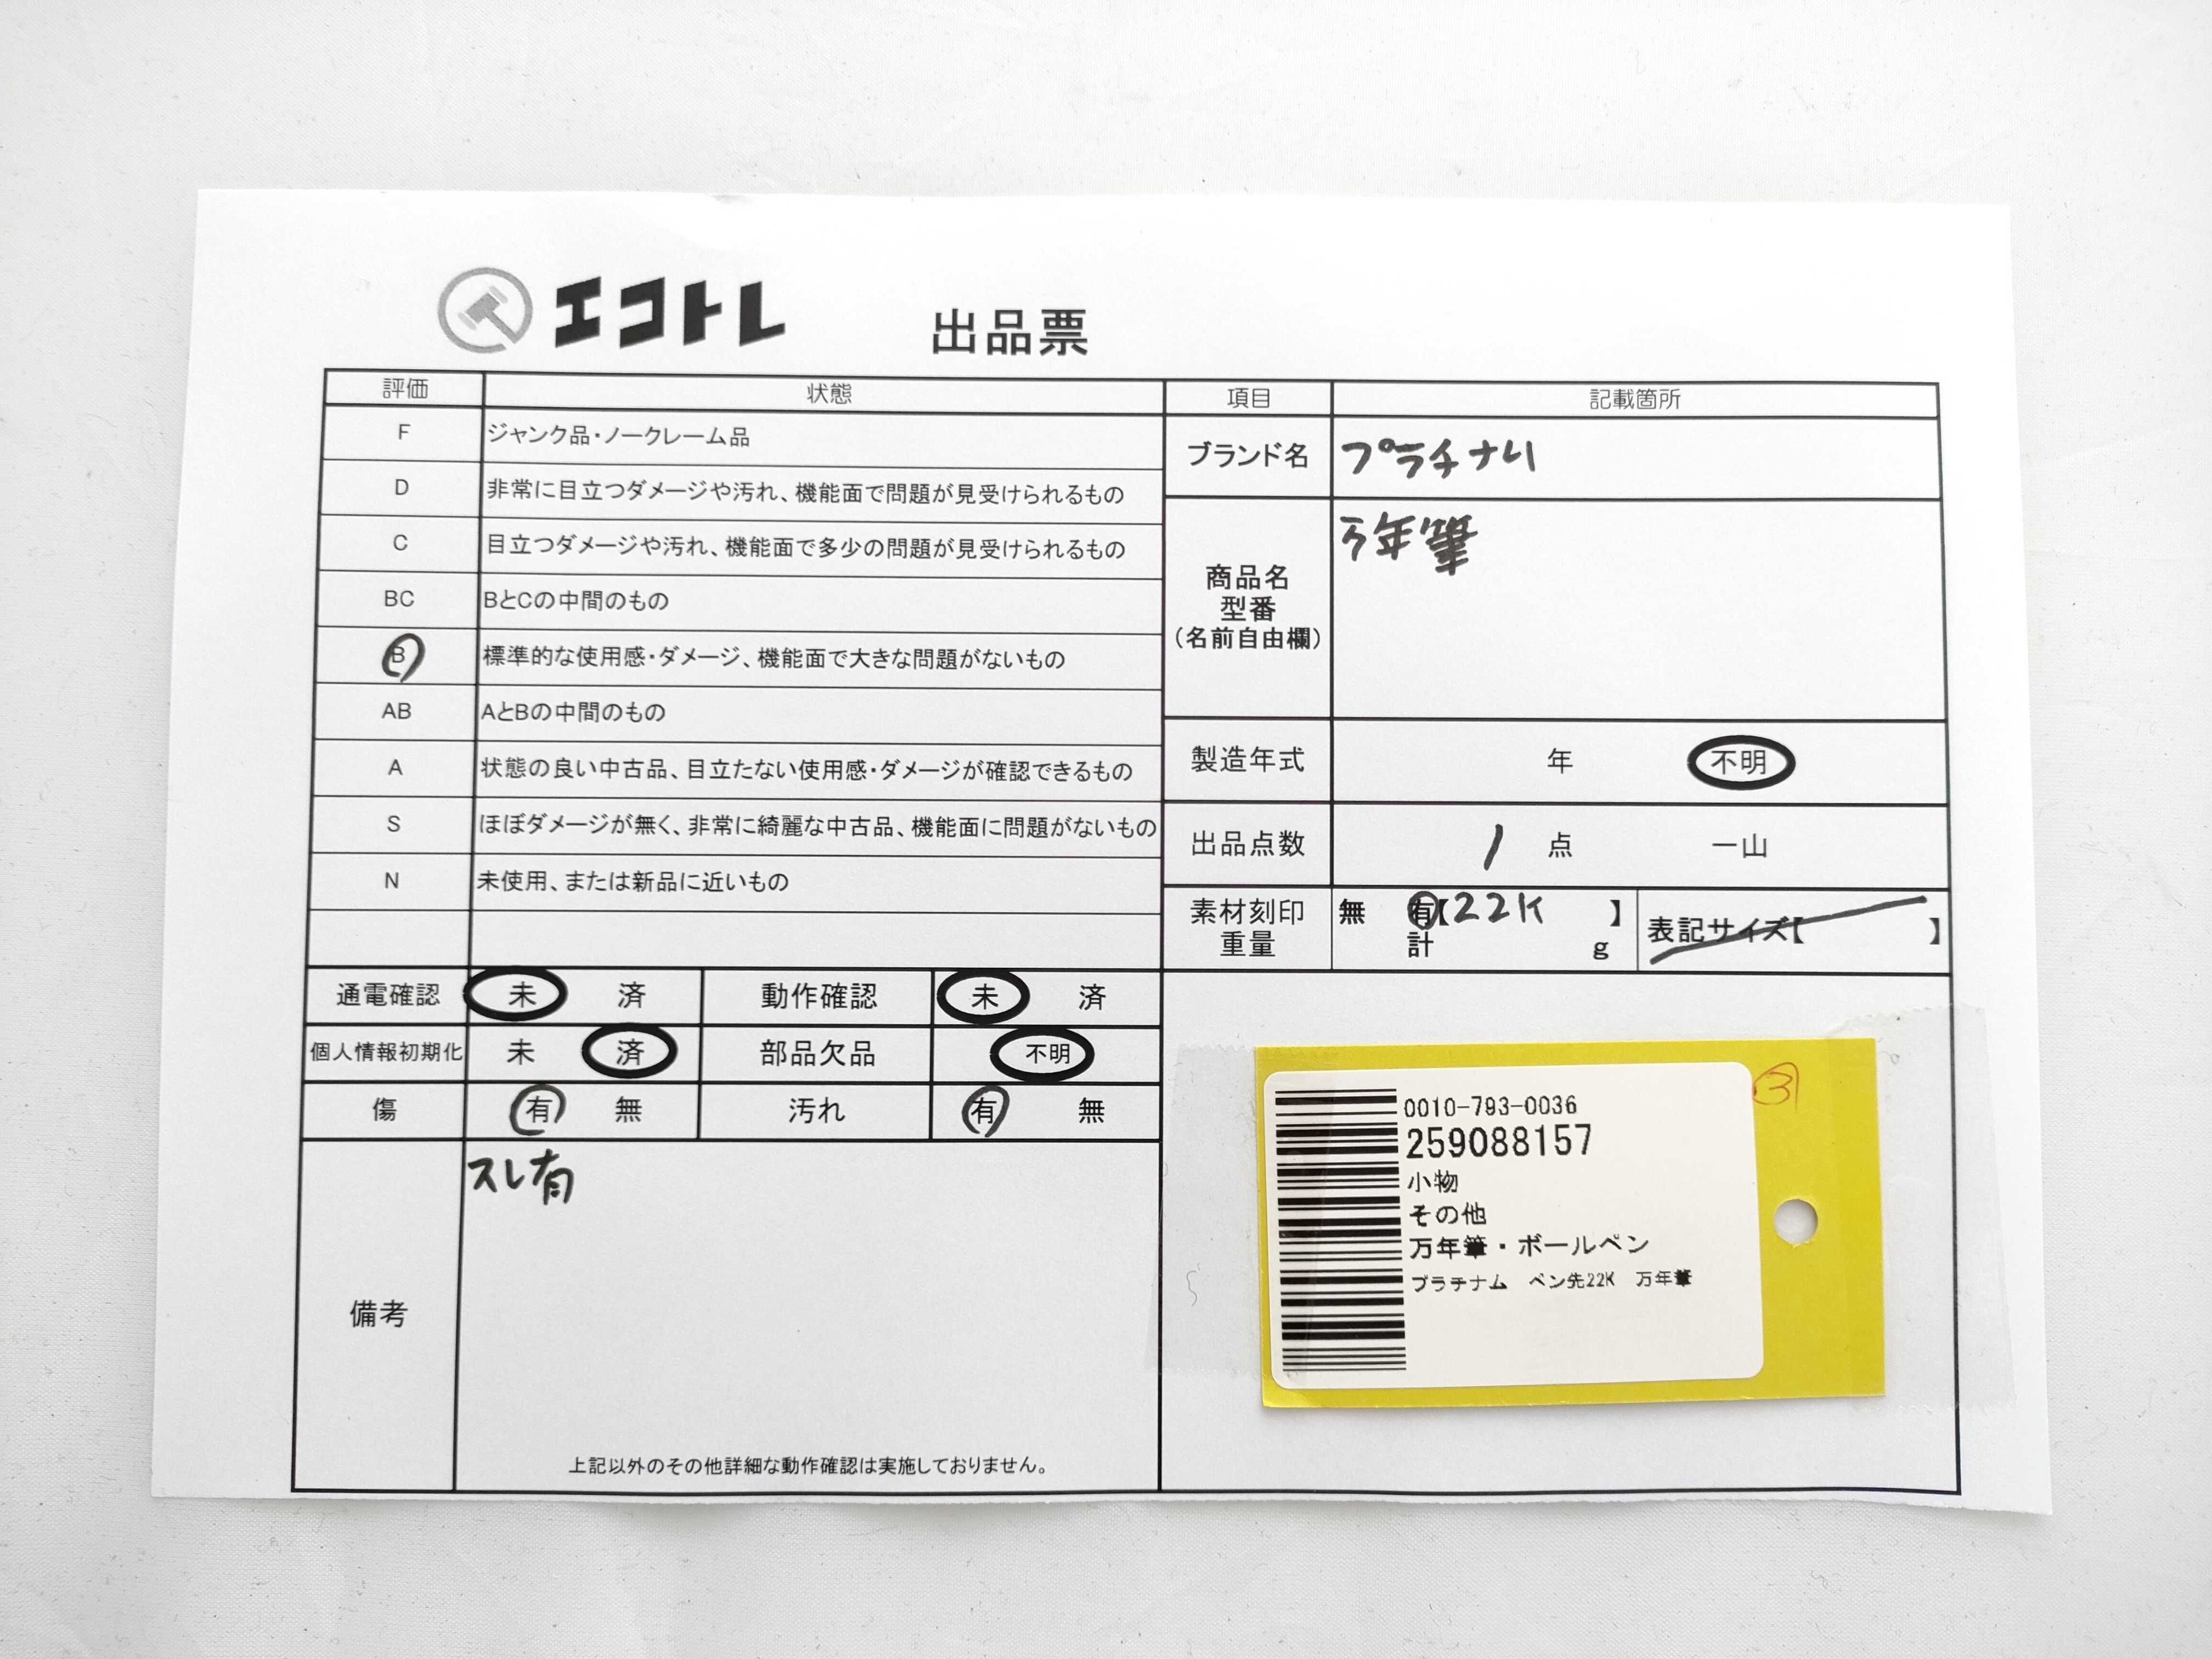 エコトレ 出品票
評価 状態
F ジャンク品・ノークレーム品
D 非常に目立つダメージや汚れ、機能面で問題が見受けられるもの
C 目立つダメージや汚れ、機能面で多少の問題が見受けられるもの
BC BとCの中間のもの
B 標準的な使用感・ダメージ、機能面で大きな問題がないもの
AB AとBの中間のもの
A 状態の良い中古品、目立たない使用感・ダメージが確認できるもの
S ほぼダメージが無く、非常に綺麗な中古品、機能面に問題がないもの
N 未使用、または新品に近いもの
項目 記載箇所
ブランド名 プラチナム
商品名
型番
(名前自由欄)
万年筆
製造年式 年 不明
出品点数 1 点 一山
素材刻印 無 有【22K 】
重量 計 g
表記サイズ【 】
通電確認 未 済 動作確認 未 済
個人情報初期化 未 済 部品欠品 不明
傷 有 無 汚れ 有 無
備考
スレ有
上記以外のその他詳細な動作確認は実施しておりません。
③
0010-793-0036
259088157
小物
その他
万年筆・ボールペン
プラチナム ペン先22K 万年筆